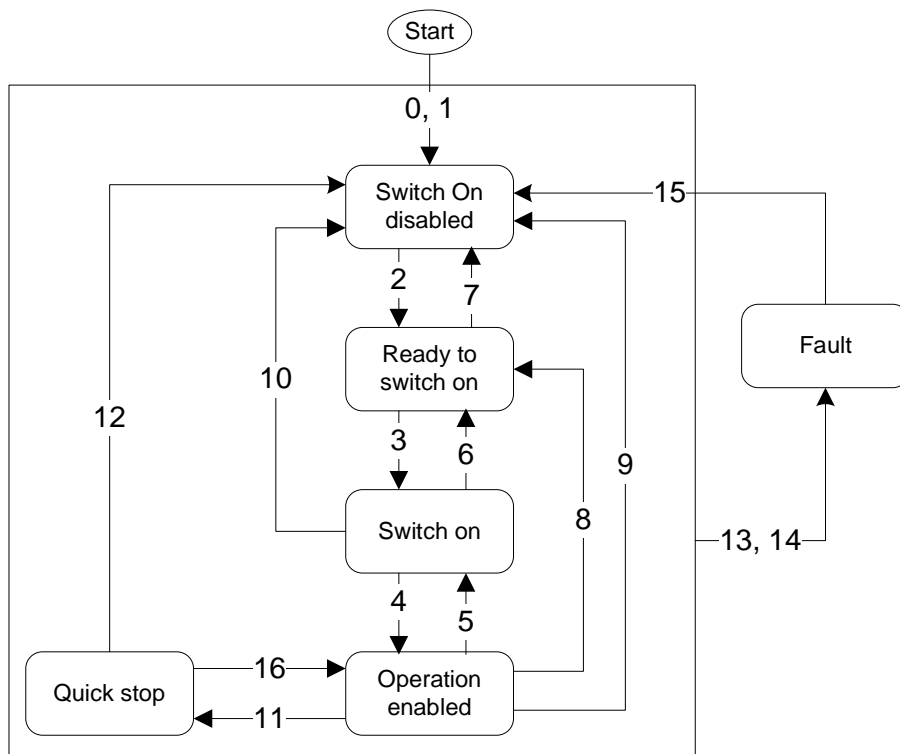 Start
0, 1
Switch On
disabled
15
2
7
Ready to
switch on
Fault
10
12
3
6
9
8
Switch on
13, 14
4
5
16
Quick stop
Operation
enabled
11